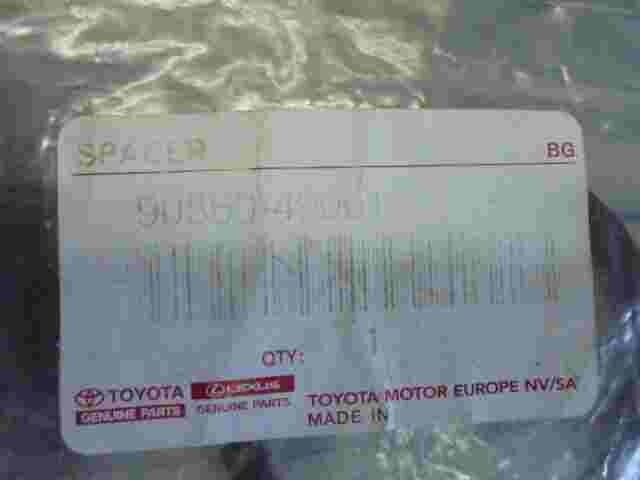 SPACER BG
QTY: 1
TOYOTA LEXUS
GENUINE PARTS GENUINE PARTS
TOYOTA MOTOR EUROPE NV/SA
MADE IN